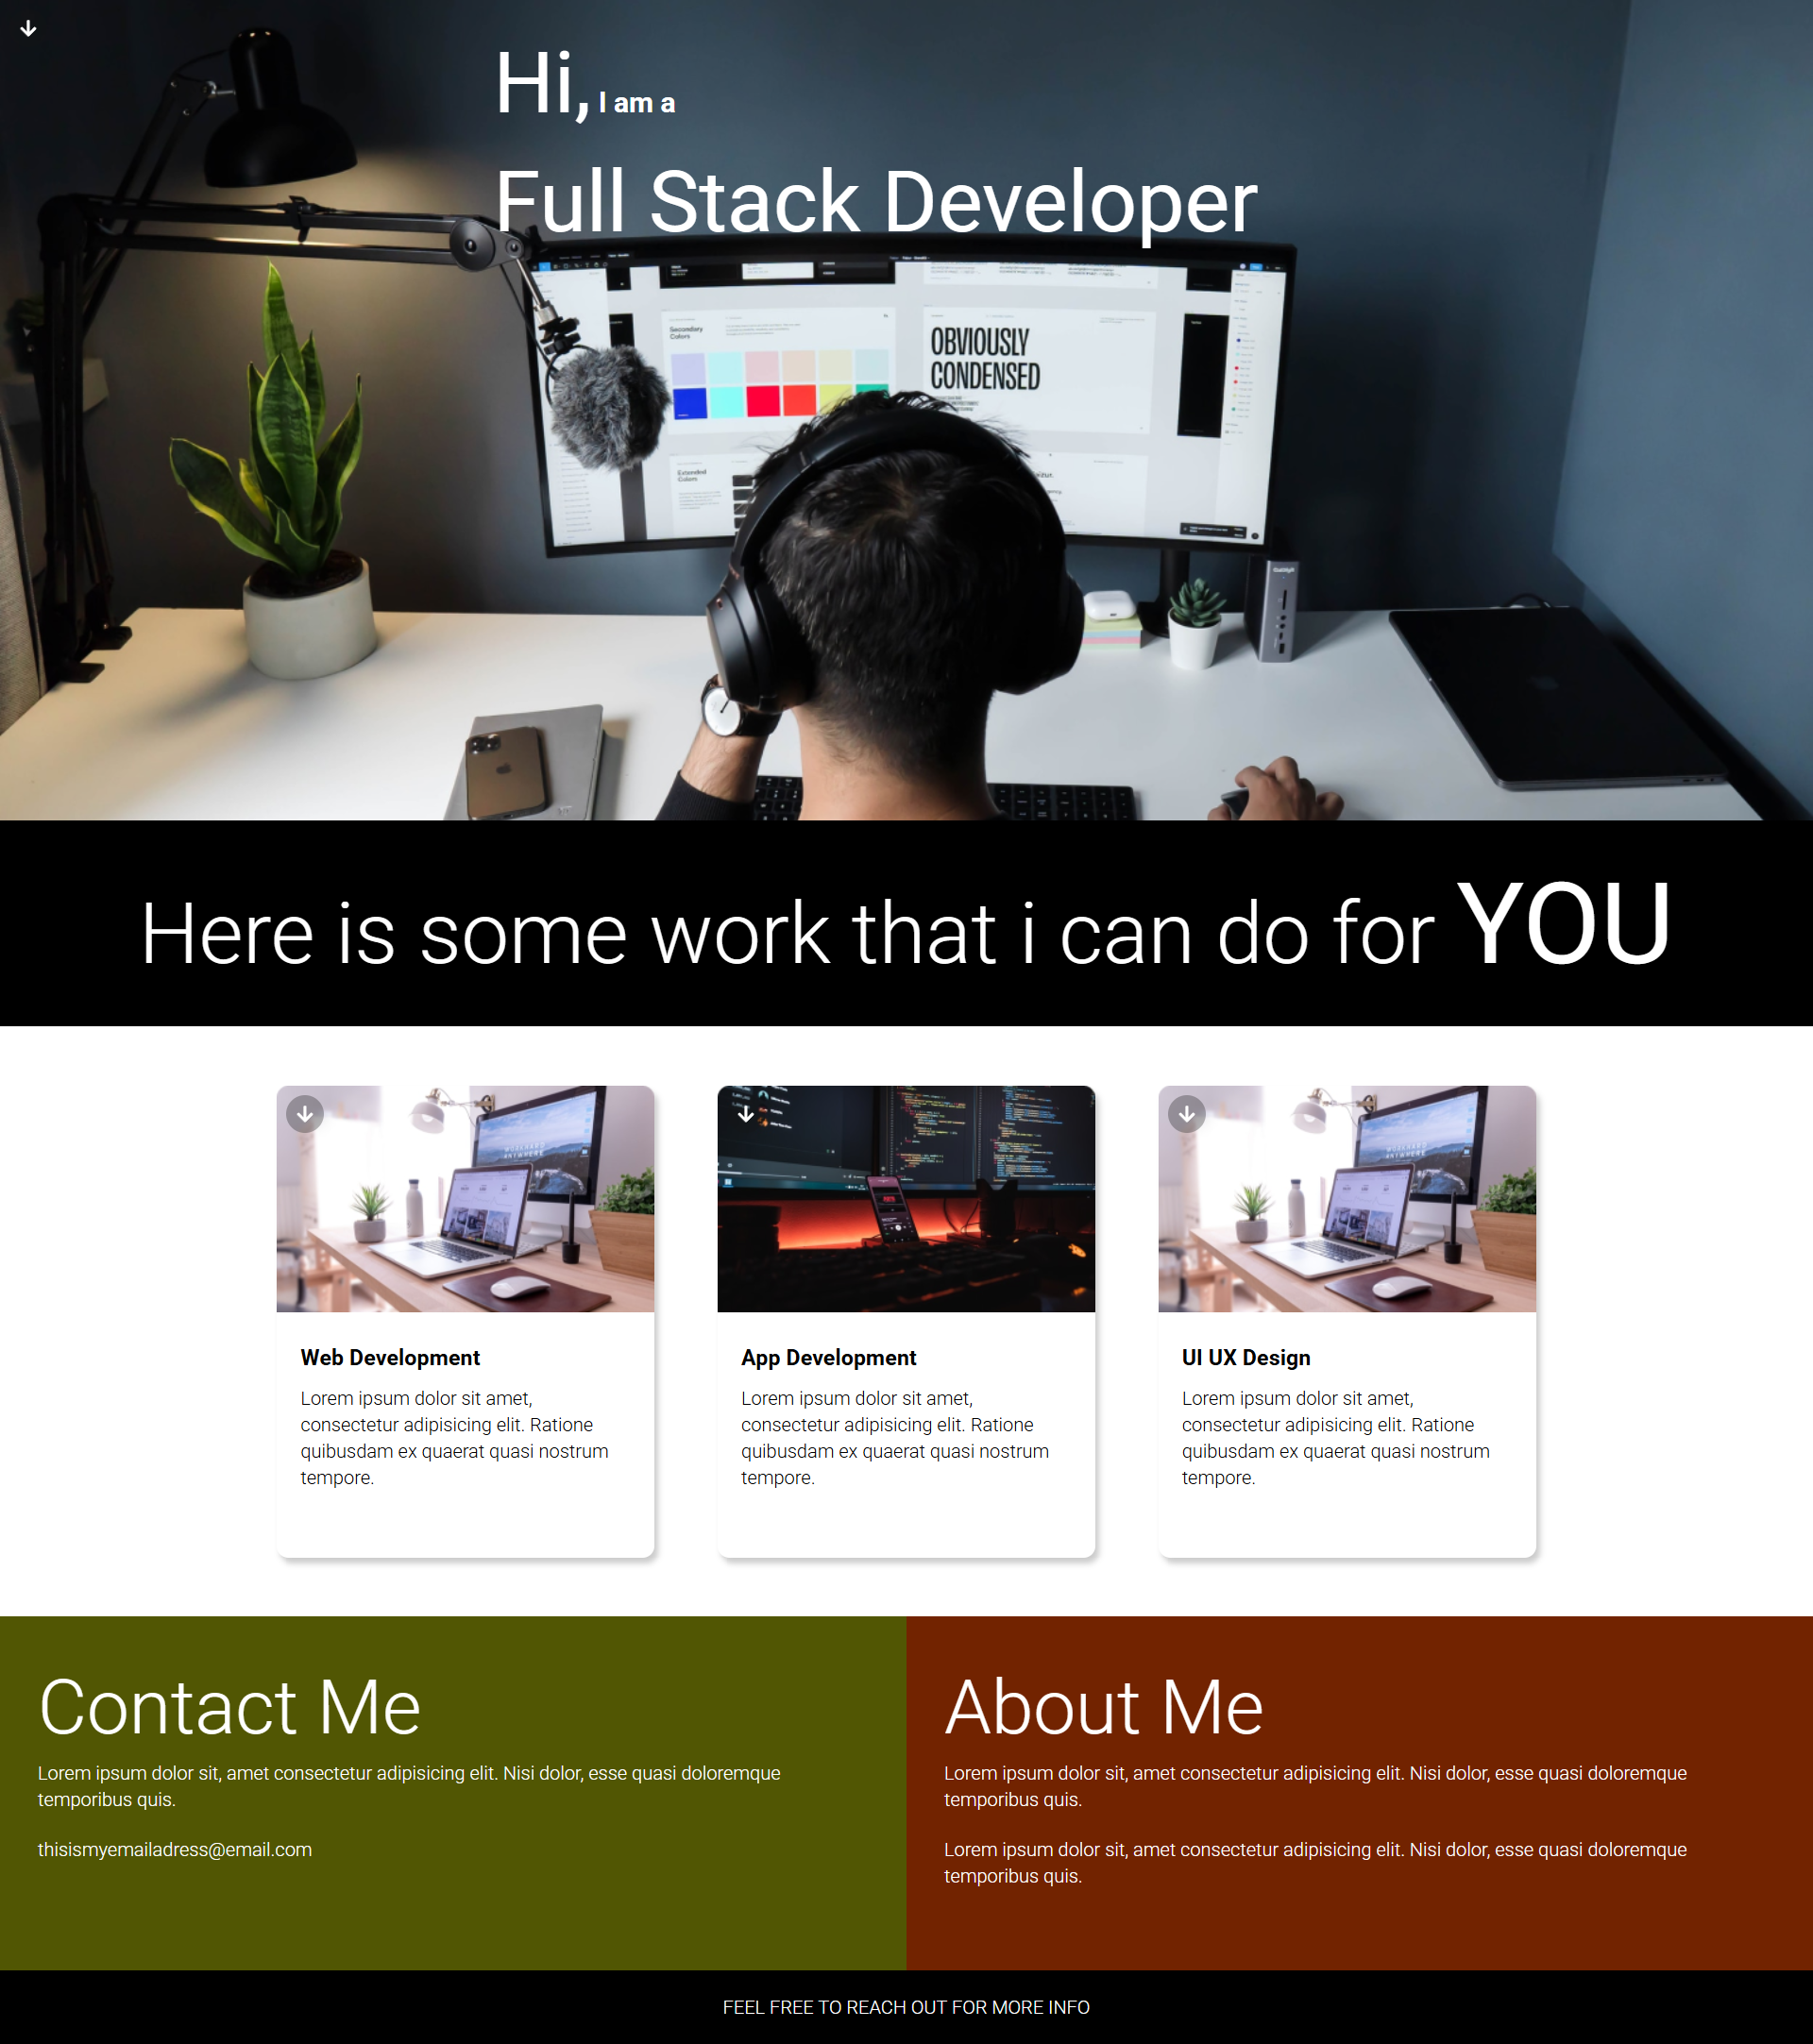 Hi, I am a
Full Stack Developer
Secondary
Colors
OBVIOUSLY
CONDENSED
Extended
Colors
Here is some work that i can do for YOU
Web Development
Lorem ipsum dolor sit amet,
consectetur adipisicing elit. Ratione
quibusdam ex quaerat quasi nostrum
tempore.
App Development
Lorem ipsum dolor sit amet,
consectetur adipisicing elit. Ratione
quibusdam ex quaerat quasi nostrum
tempore.
UI UX Design
Lorem ipsum dolor sit amet,
consectetur adipisicing elit. Ratione
quibusdam ex quaerat quasi nostrum
tempore.
Contact Me
Lorem ipsum dolor sit, amet consectetur adipisicing elit. Nisi dolor, esse quasi doloremque
temporibus quis.
thisismyemailadress@email.com
About Me
Lorem ipsum dolor sit, amet consectetur adipisicing elit. Nisi dolor, esse quasi doloremque
temporibus quis.
Lorem ipsum dolor sit, amet consectetur adipisicing elit. Nisi dolor, esse quasi doloremque
temporibus quis.
FEEL FREE TO REACH OUT FOR MORE INFO